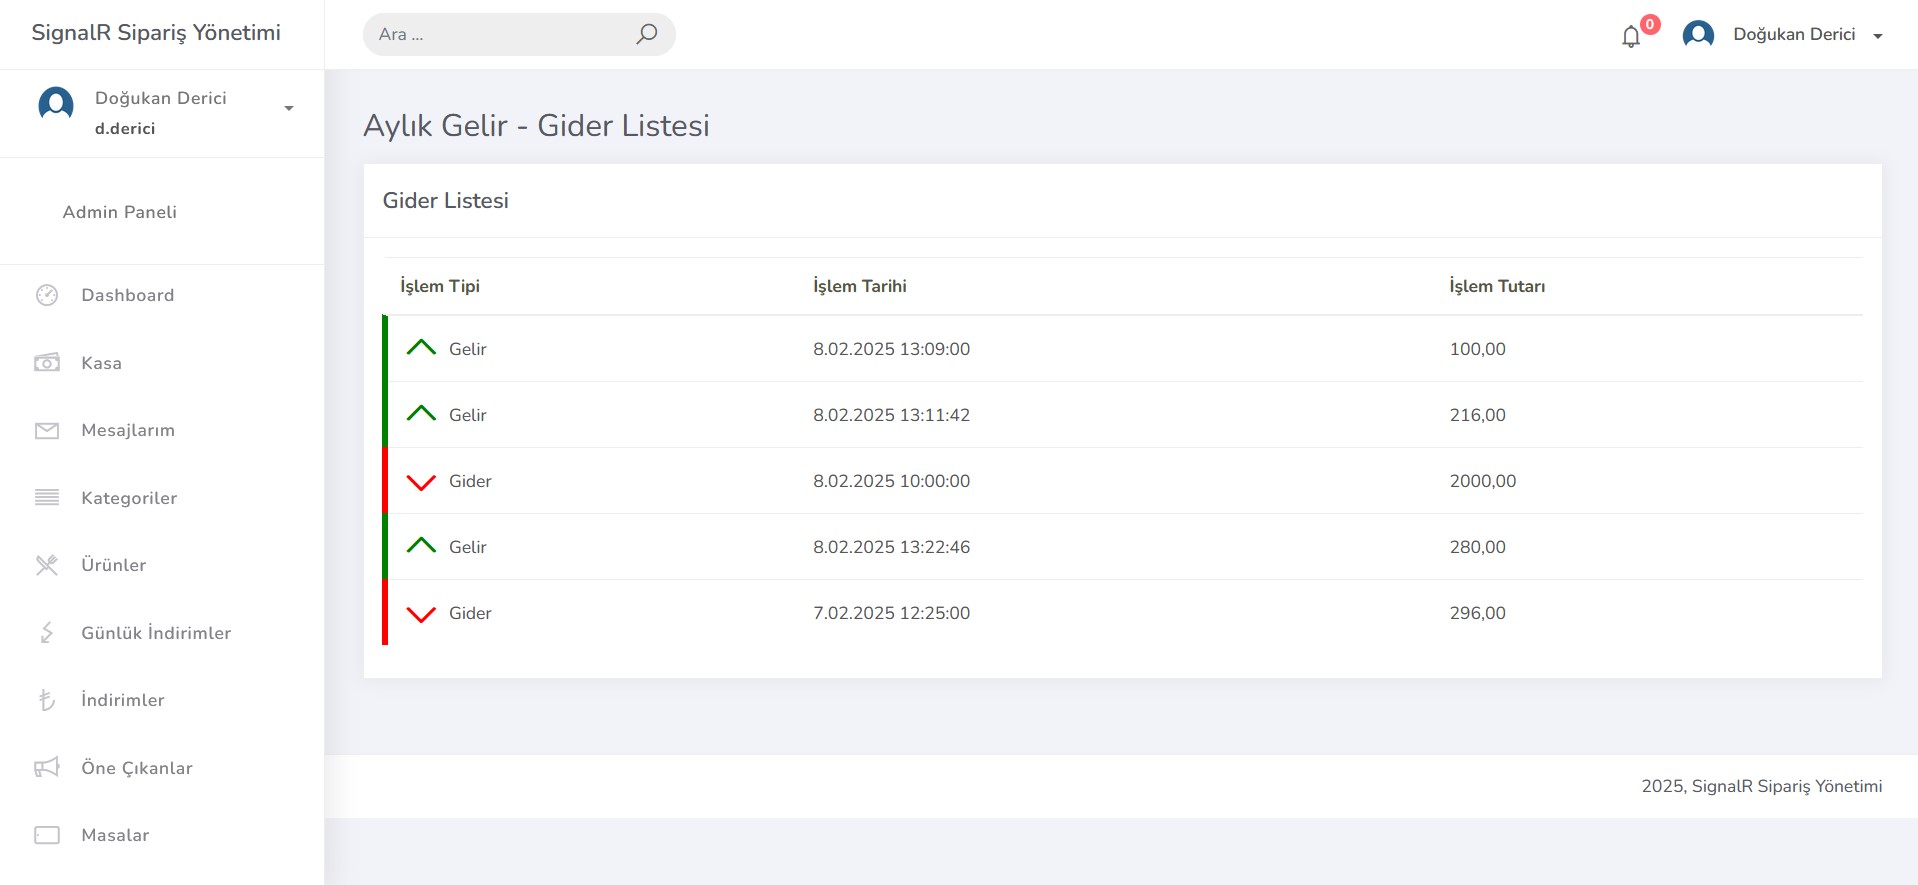 SignalR Sipariş Yönetimi
Ara ...
0
Doğukan Derici
Doğukan Derici
d.derici
Admin Paneli
Dashboard
Kasa
Mesajlarım
Kategoriler
Ürünler
Günlük İndirimler
İndirimler
Öne Çıkanlar
Masalar
Aylık Gelir - Gider Listesi
Gider Listesi
İşlem Tipi İşlem Tarihi İşlem Tutarı
Gelir 8.02.2025 13:09:00 100,00
Gelir 8.02.2025 13:11:42 216,00
Gider 8.02.2025 10:00:00 2000,00
Gelir 8.02.2025 13:22:46 280,00
Gider 7.02.2025 12:25:00 296,00
2025, SignalR Sipariş Yönetimi